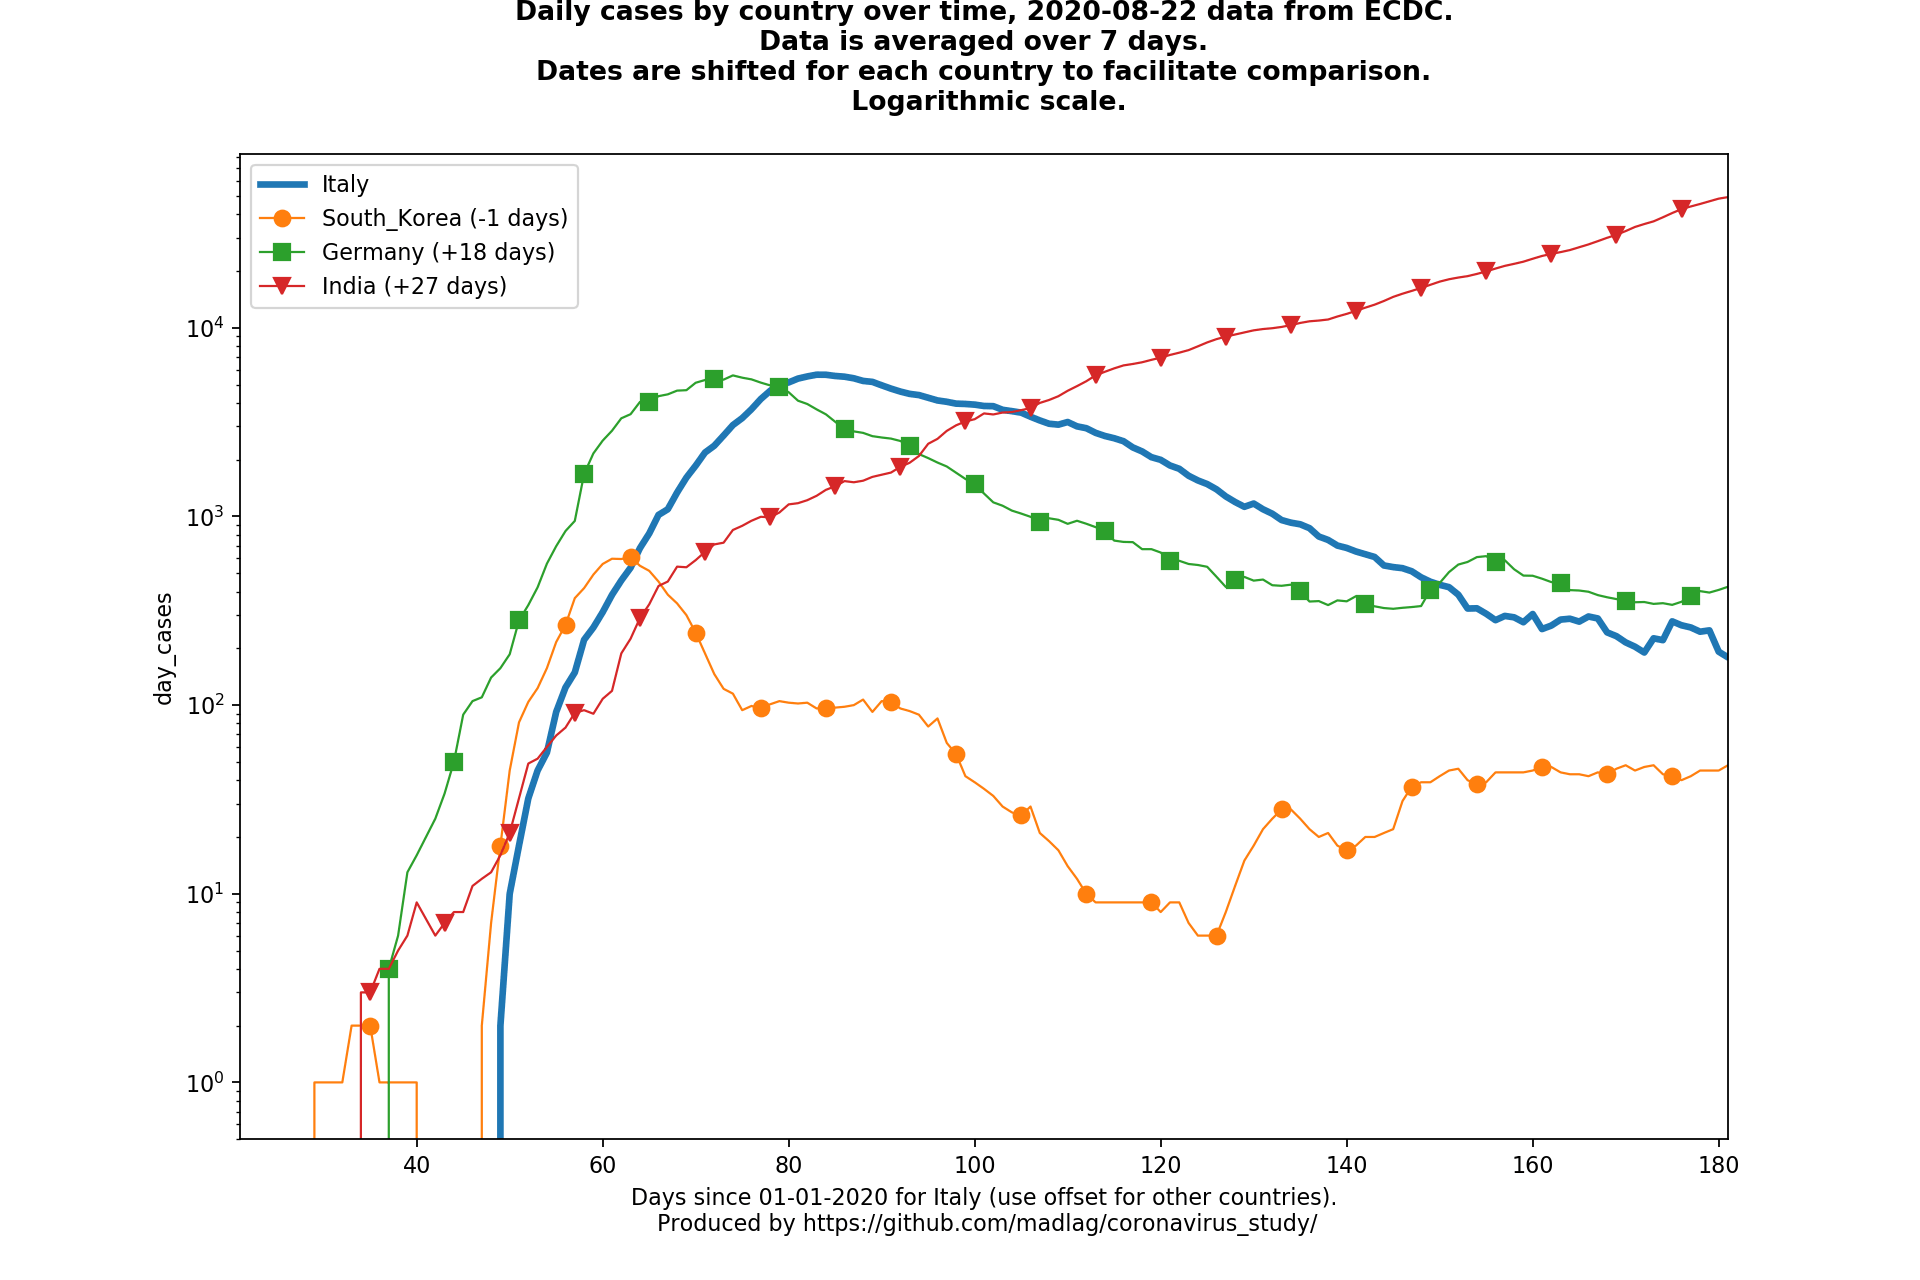 Daily cases by country over time, 2020-08-22 data from ECDC.
Data is averaged over 7 days.
Dates are shifted for each country to facilitate comparison.
Logarithmic scale.
Italy
South_Korea (-1 days)
Germany (+18 days)
India (+27 days)
day_cases
10⁴
10³
10²
10¹
10⁰
40 60 80 100 120 140 160 180
Days since 01-01-2020 for Italy (use offset for other countries).
Produced by https://github.com/madlag/coronavirus_study/